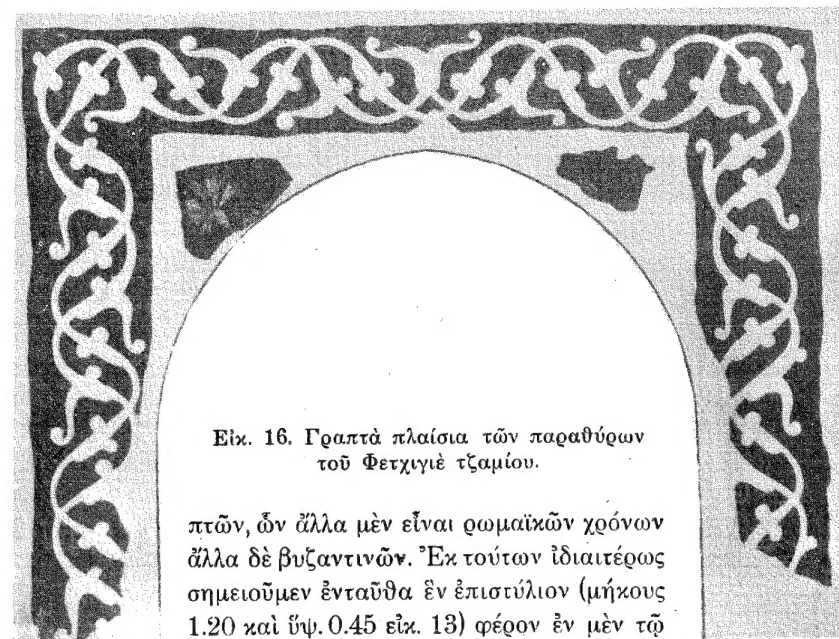 Εἰκ. 16. Γραπτὰ πλαίσια τῶν παραθύρων
τοῦ Φετχιγιὲ τζαμίου.
πτῶν, ὧν ἄλλα μὲν εἶναι ρωμαϊκῶν χρόνων
ἄλλα δὲ βυζαντινῶν. Ἐκ τούτων ἰδιαιτέρως
σημειοῦμεν ἐνταῦθα ἓν ἐπιστύλιον (μήκους
1.20 καὶ ὕψ. 0.45 εἰκ. 13) φέρον ἐν μὲν τῷ